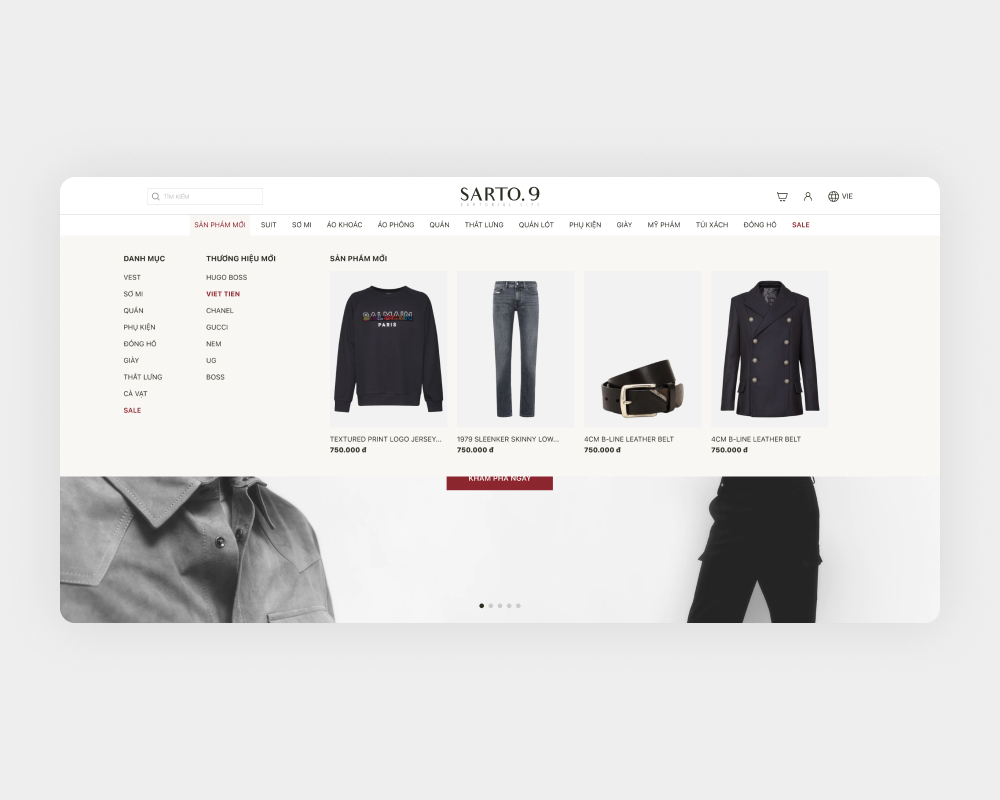 TÌM KIẾM
SARTO.9
SARTORIAL LIFE
VIE
SẢN PHẨM MỚI SUIT SƠ MI ÁO KHOÁC ÁO PHÔNG QUẦN THẮT LƯNG QUẦN LÓT PHỤ KIỆN GIÀY MỸ PHẨM TÚI XÁCH ĐỒNG HỒ SALE
DANH MỤC
VEST
SƠ MI
QUẦN
PHỤ KIỆN
ĐỒNG HỒ
GIÀY
THẮT LƯNG
CÀ VẠT
SALE
THƯƠNG HIỆU MỚI
HUGO BOSS
VIET TIEN
CHANEL
GUCCI
NEM
UG
BOSS
SẢN PHẨM MỚI
BALMAIN
PARIS
TEXTURED PRINT LOGO JERSEY...
750.000 đ
1979 SLEENKER SKINNY LOW...
750.000 đ
4CM B-LINE LEATHER BELT
750.000 đ
4CM B-LINE LEATHER BELT
750.000 đ
KHÁM PHÁ NGAY